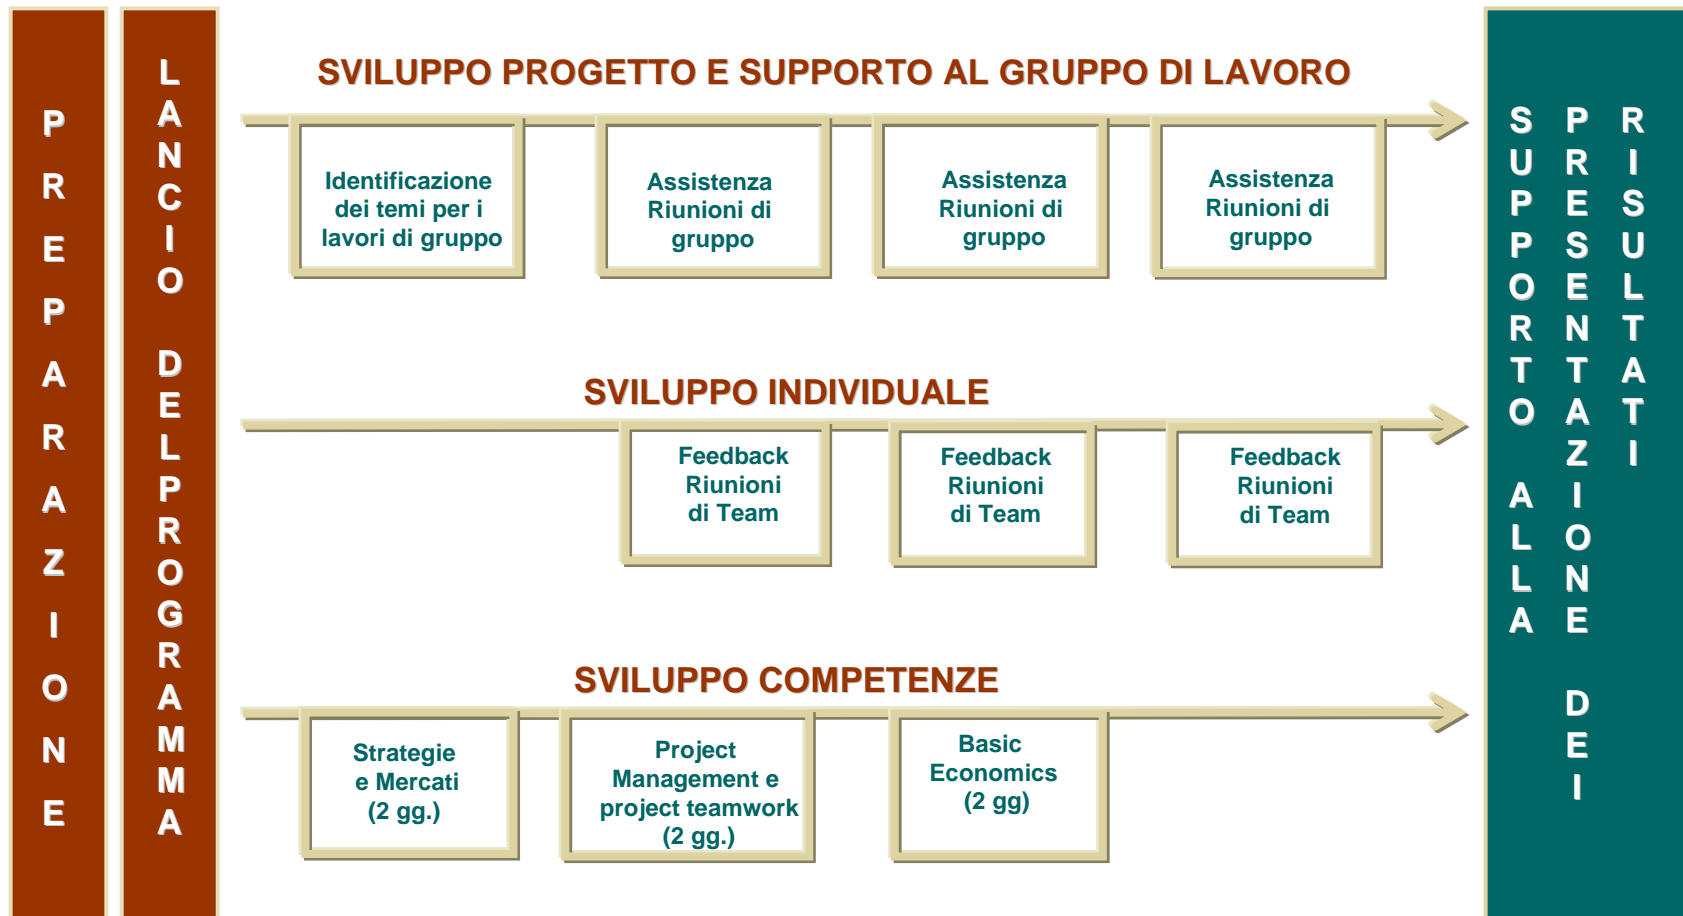 PREPARAZIONE
LANCIO DELPROGRAMMA
SVILUPPO PROGETTO E SUPPORTO AL GRUPPO DI LAVORO
Identificazione
dei temi per i
lavori di gruppo
Assistenza
Riunioni di
gruppo
Assistenza
Riunioni di
gruppo
Assistenza
Riunioni di
gruppo
SVILUPPO INDIVIDUALE
Feedback
Riunioni
di Team
Feedback
Riunioni
di Team
Feedback
Riunioni
di Team
SVILUPPO COMPETENZE
Strategie
e Mercati
(2 gg.)
Project
Management e
project teamwork
(2 gg.)
Basic
Economics
(2 gg)
SUPPORTO ALLA
PRESENTAZIONE DEI
RISULTATI